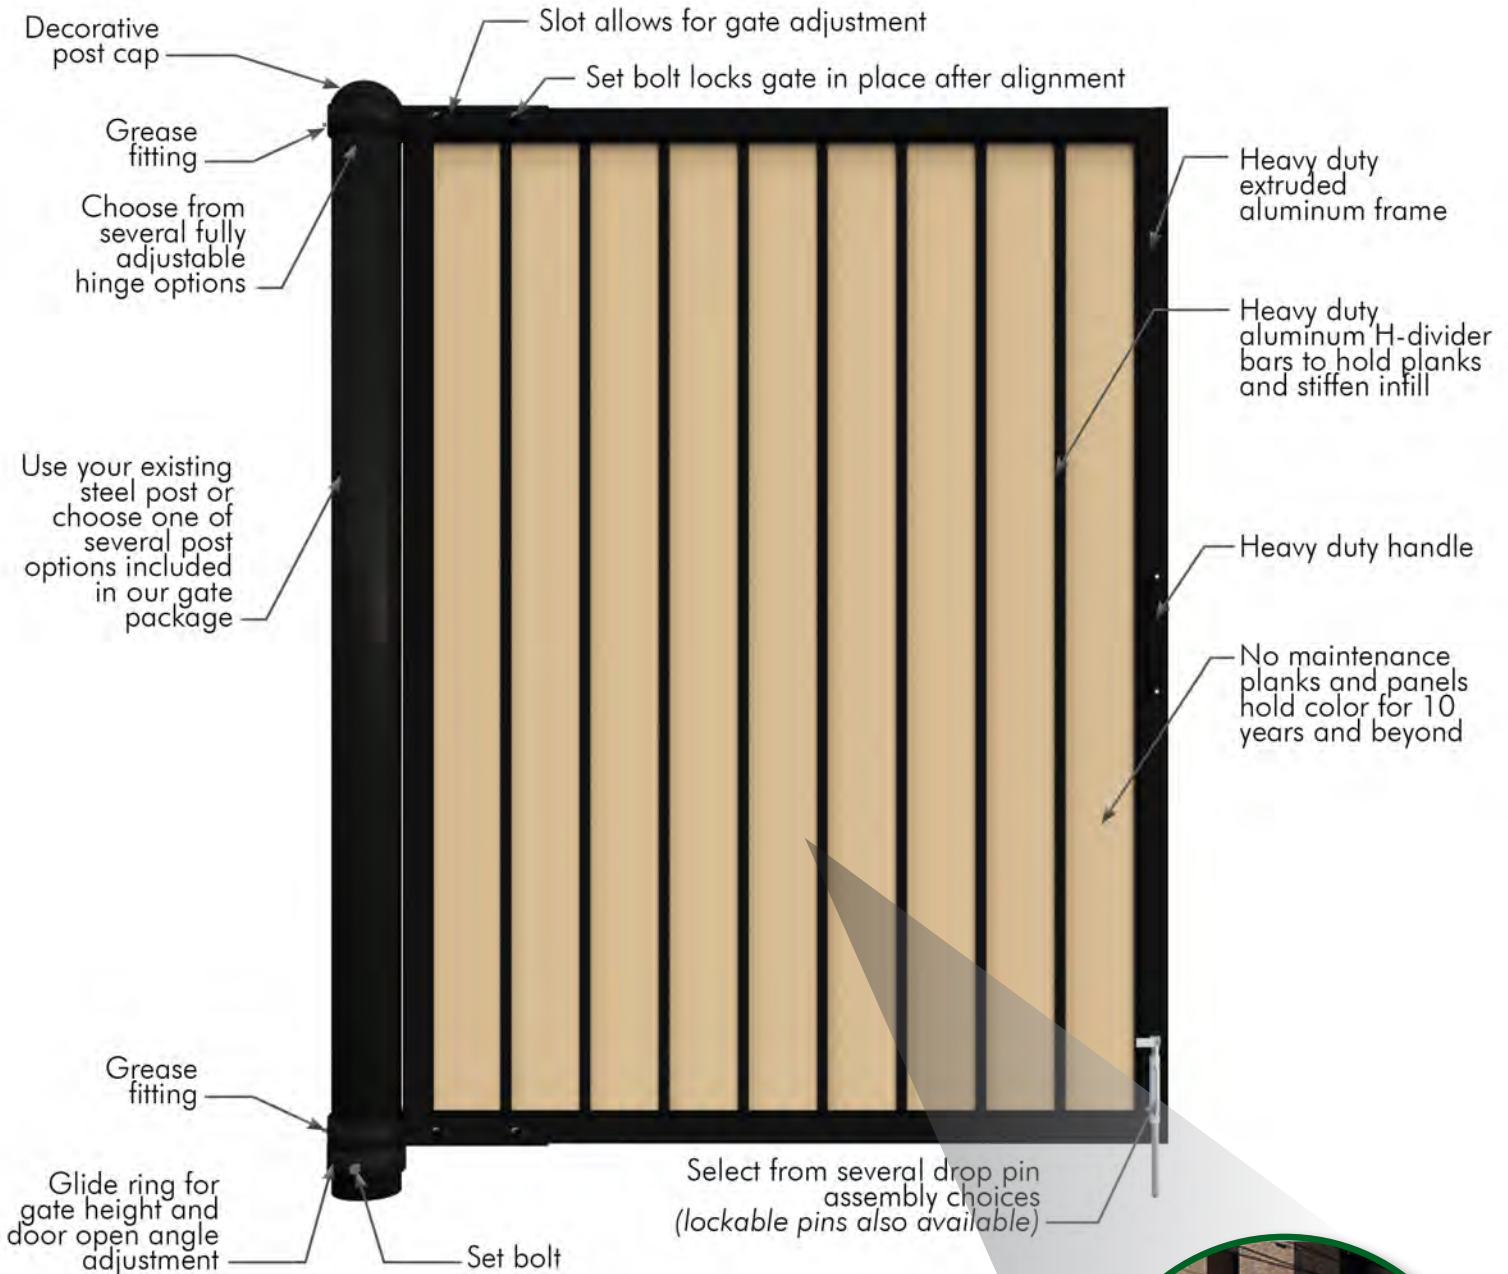 Decorative
post cap
Slot allows for gate adjustment
Set bolt locks gate in place after alignment
Grease
fitting
Choose from
several fully
adjustable
hinge options
Use your existing
steel post or
choose one of
several post
options included
in our gate
package
Heavy duty
extruded
aluminum frame
Heavy duty
aluminum H-divider
bars to hold planks
and stiffen infill
Heavy duty handle
No maintenance
planks and panels
hold color for 10
years and beyond
Grease
fitting
Glide ring for
gate height and
door open angle
adjustment
Set bolt
Select from several drop pin
assembly choices
(lockable pins also available)